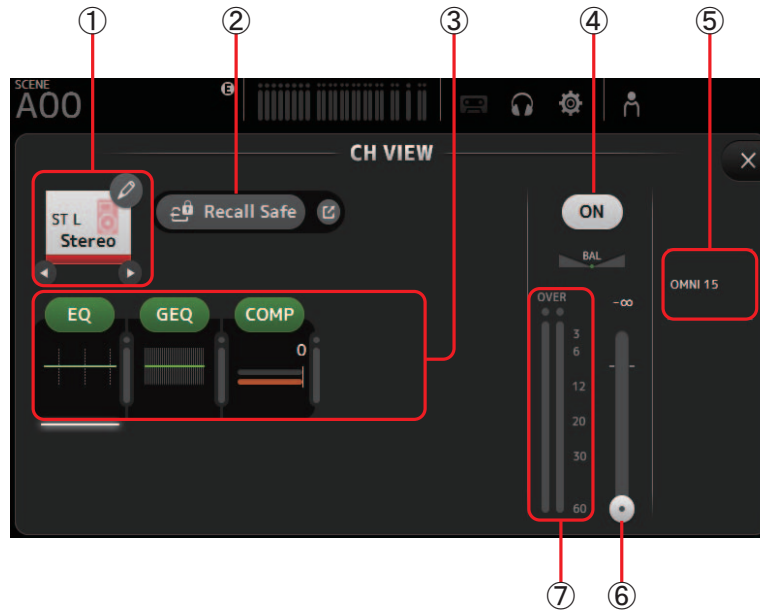 ① ② ③ ④ ⑤
SCENE
A00
E
CH VIEW
ST L
Stereo
Recall Safe
ON
BAL
OMNI 15
EQ GEQ COMP
0
OVER
-∞
3
6
12
20
30
60
⑦ ⑥